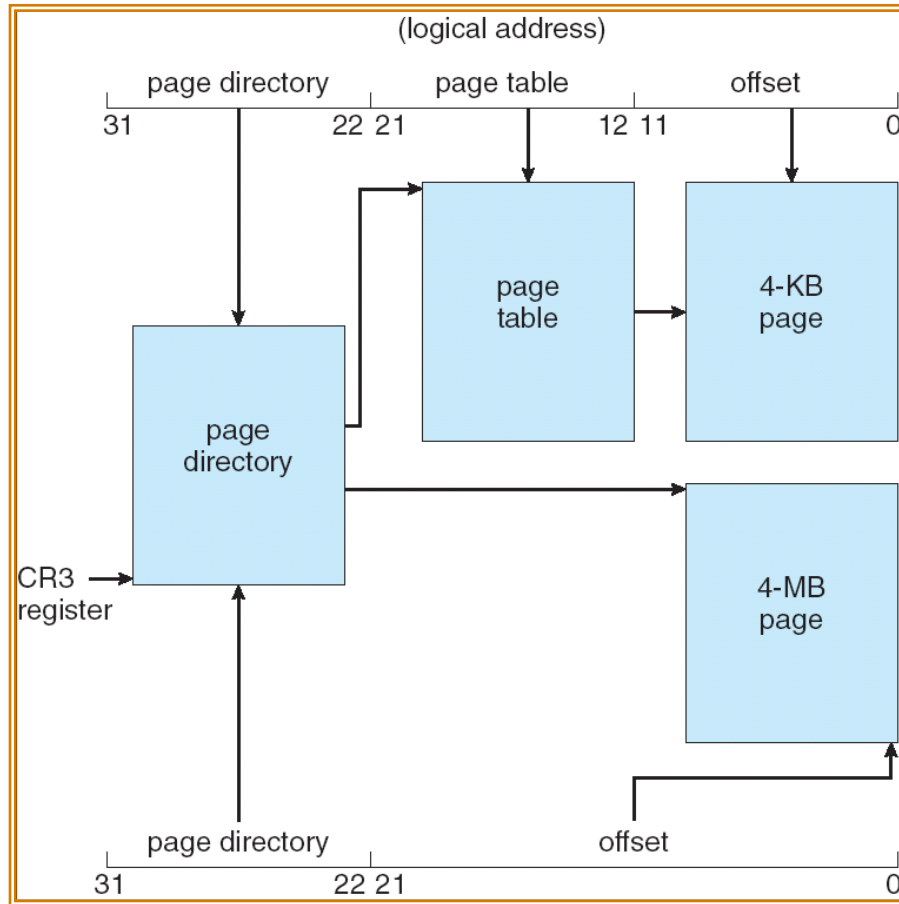 (logical address)
page directory page table offset
31 22 21 12 11 0
page
table
4-KB
page
page
directory
CR3
register
4-MB
page
page directory offset
31 22 21 0